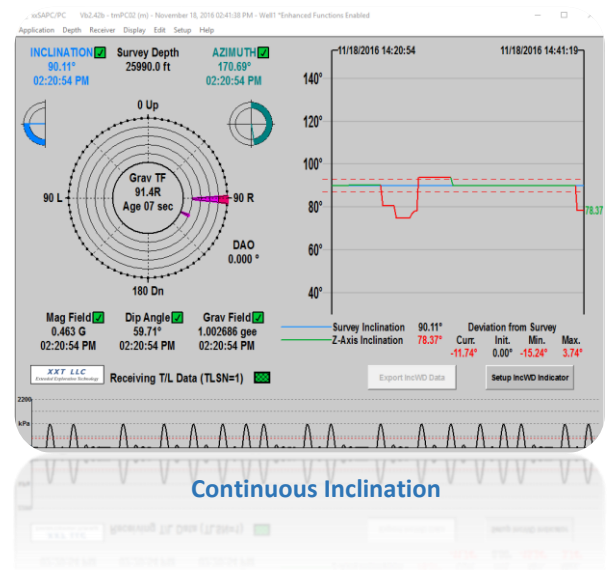 xxSAPC/PC Vb2.42b - tmPC02 (m) - November 18, 2016 02:41:38 PM - Well1 *Enhanced Functions Enabled
Application Depth Receiver Display Edit Setup Help
INCLINATION Survey Depth AZIMUTH
90.11° 25990.0 ft 170.69°
02:20:54 PM 02:20:54 PM
0 Up
Grav TF
91.4R
Age 07 sec
90 L 90 R
DAO
0.000 °
180 Dn
Mag Field Dip Angle Grav Field
0.463 G 59.71° 1.002686 gee
02:20:54 PM 02:20:54 PM 02:20:54 PM
11/18/2016 14:20:54 11/18/2016 14:41:19
140°
120°
100°
80°
60°
40°
78.37
Survey Inclination 90.11° Deviation from Survey
Z-Axis Inclination 78.37° Curr. Init. Min. Max.
-11.74° 0.00° -15.24° 3.74°
XXT LLC
Extended Exploration Technology
Receiving T/L Data (TLSN=1)
Export IncWD Data
Setup IncWD Indicator
2200
kPa
Continuous Inclination